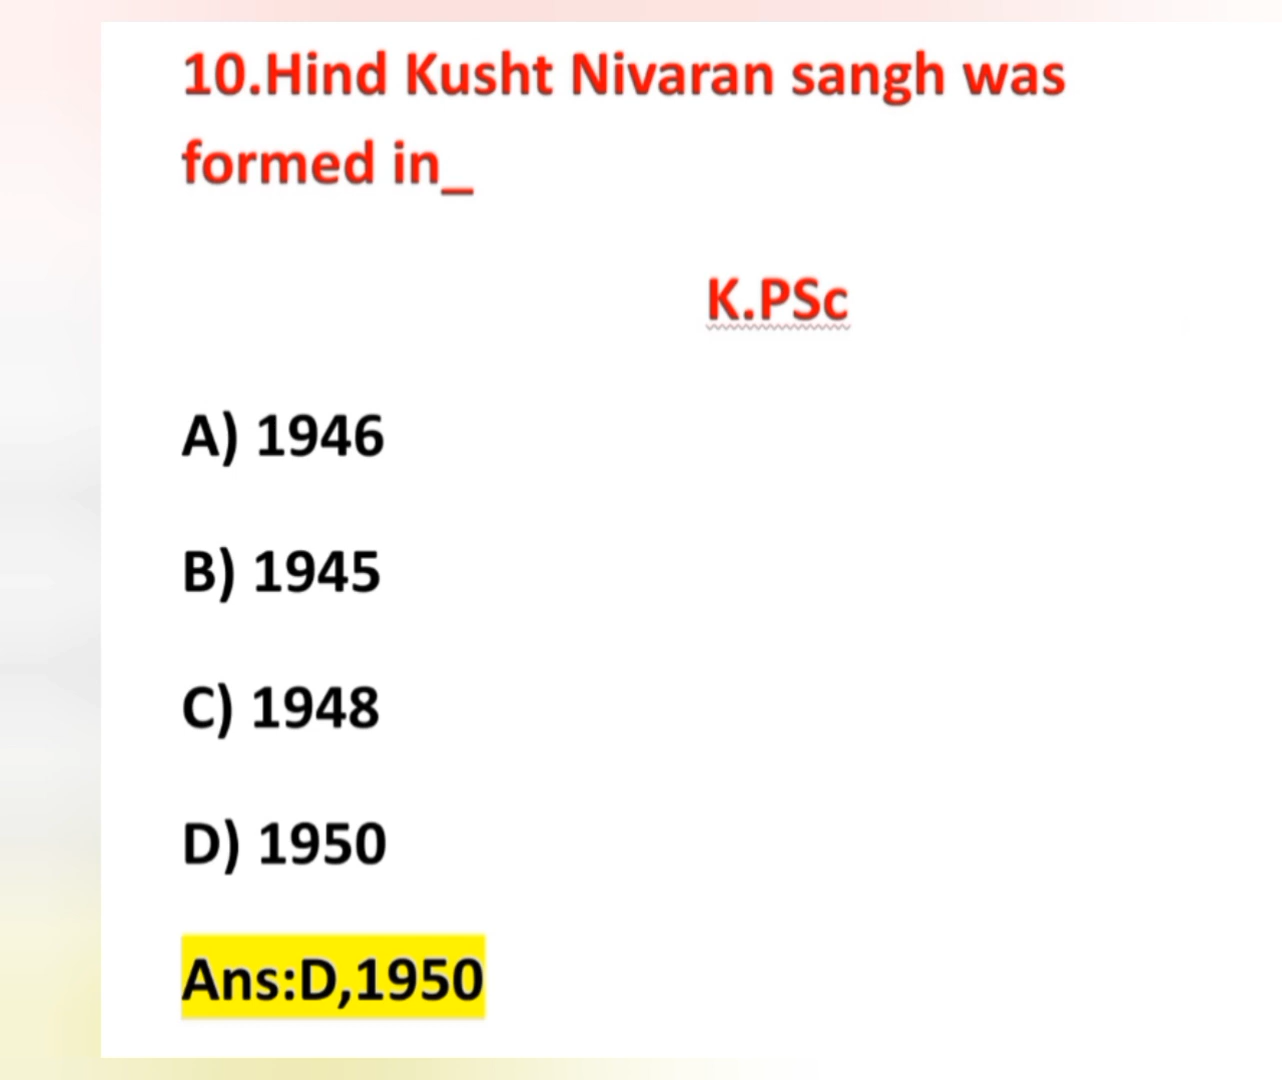 10.Hind Kusht Nivaran sangh was
formed in_
K.PSc
A) 1946
B) 1945
C) 1948
D) 1950
Ans:D,1950